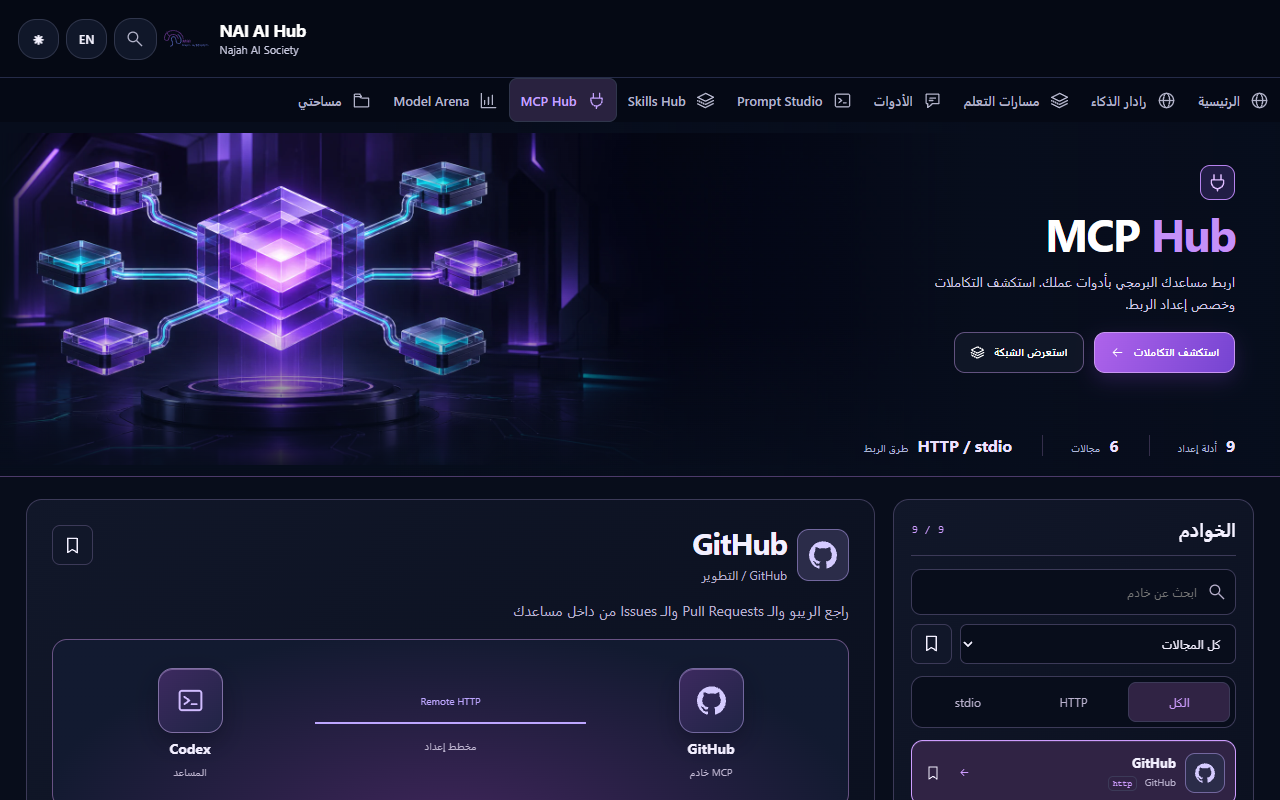 NAI AI Hub
Najah AI Society
EN
الرئيسية
رادار الذكاء
مسارات التعلم
الأدوات
Prompt Studio
Skills Hub
MCP Hub
Model Arena
مساحتي
MCP Hub
اربط مساعدك البرمجي بأدوات عملك. استكشف التكاملات
وخصص إعداد الربط.
استكشف التكاملات
استعرض الشبكة
9 أدلة إعداد
6 مجالات
HTTP / stdio طرق الربط
الخوادم
9 / 9
ابحث عن خادم
كل المجالات
الكل
HTTP
stdio
GitHub
GitHub http
GitHub
GitHub / التطوير
راجع الريبو والـ Pull Requests والـ Issues من داخل مساعدك
GitHub
خادم MCP
Remote HTTP
مخطط إعداد
Codex
المساعد